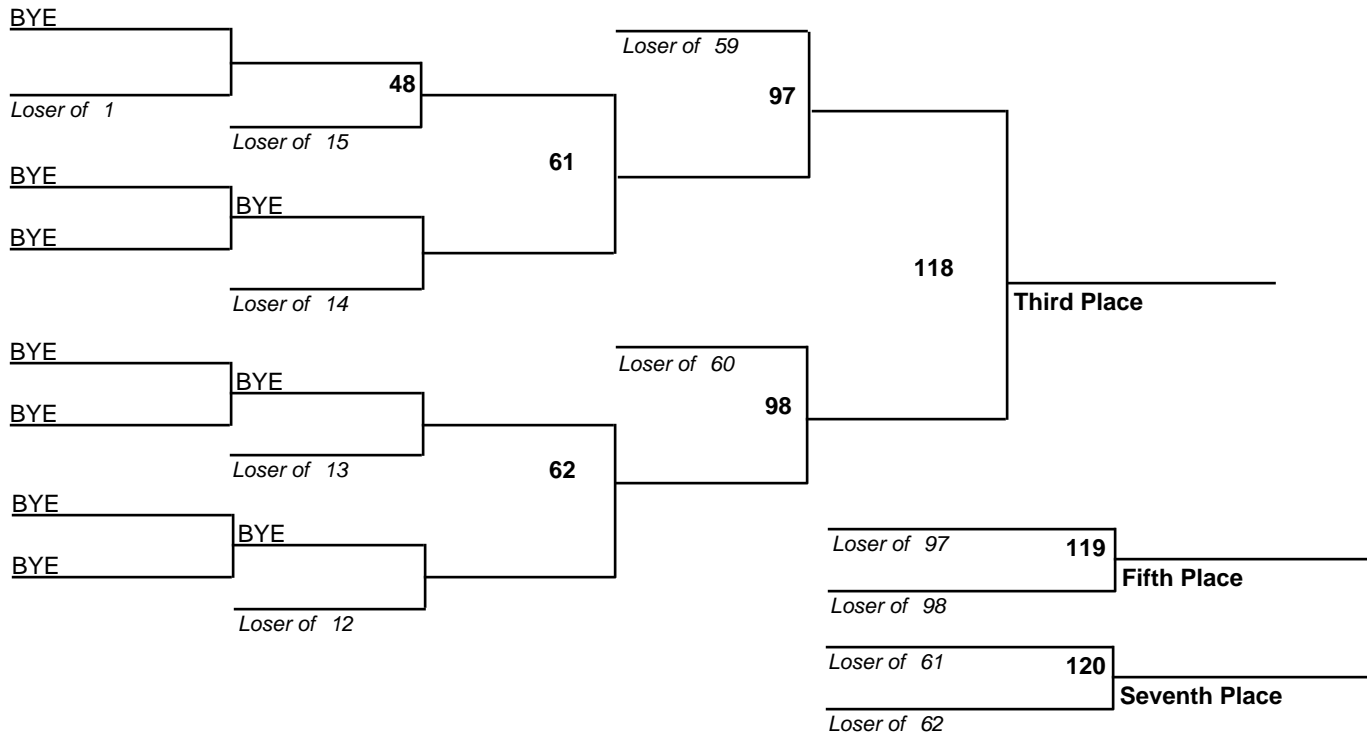 BYE
Loser of 1
48
Loser of 15
BYE
BYE
BYE
Loser of 14
61
Loser of 59
97
BYE
BYE
BYE
Loser of 13
BYE
BYE
BYE
Loser of 12
62
Loser of 60
98
118
Third Place
Loser of 97
119
Loser of 98
Fifth Place
Loser of 61
120
Loser of 62
Seventh Place